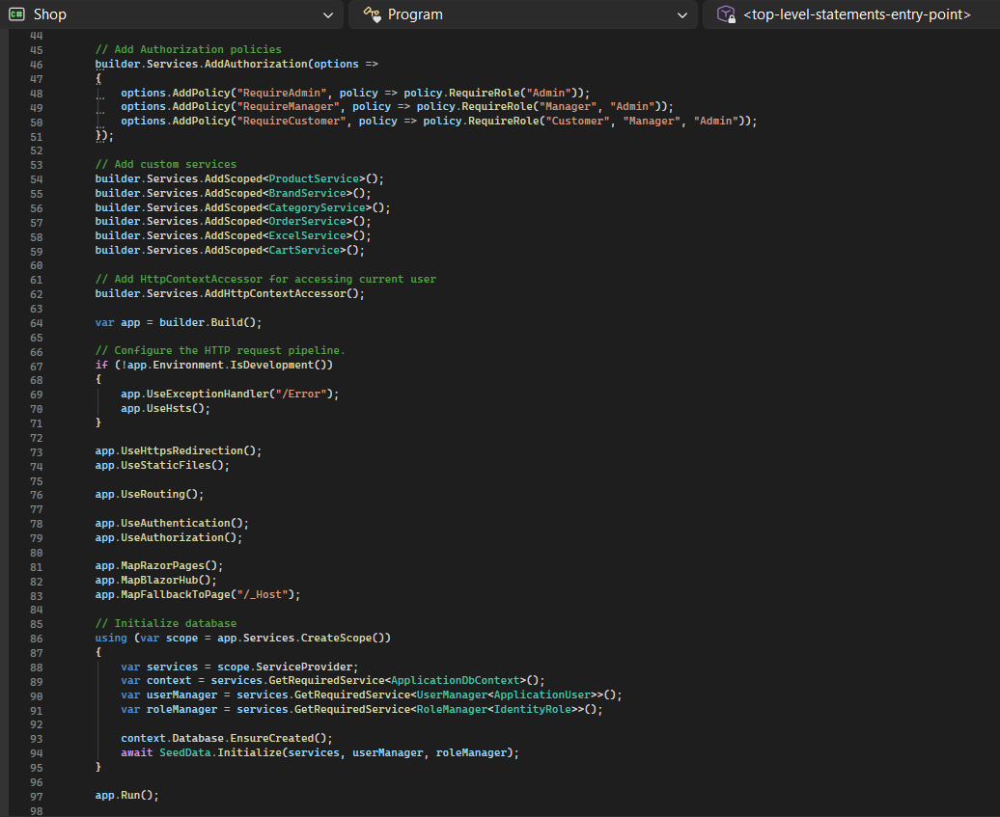 Shop Program <top-level-statements-entry-point>
44
45 // Add Authorization policies
46 builder.Services.AddAuthorization(options =>
47 {
48 options.AddPolicy("RequireAdmin", policy => policy.RequireRole("Admin"));
49 options.AddPolicy("RequireManager", policy => policy.RequireRole("Manager", "Admin"));
50 options.AddPolicy("RequireCustomer", policy => policy.RequireRole("Customer", "Manager", "Admin"));
51 });
52
53 // Add custom services
54 builder.Services.AddScoped<ProductService>();
55 builder.Services.AddScoped<BrandService>();
56 builder.Services.AddScoped<CategoryService>();
57 builder.Services.AddScoped<OrderService>();
58 builder.Services.AddScoped<ExcelService>();
59 builder.Services.AddScoped<CartService>();
60
61 // Add HttpContextAccessor for accessing current user
62 builder.Services.AddHttpContextAccessor();
63
64 var app = builder.Build();
65
66 // Configure the HTTP request pipeline.
67 if (!app.Environment.IsDevelopment())
68 {
69 app.UseExceptionHandler("/Error");
70 app.UseHsts();
71 }
72
73 app.UseHttpsRedirection();
74 app.UseStaticFiles();
75
76 app.UseRouting();
77
78 app.UseAuthentication();
79 app.UseAuthorization();
80
81 app.MapRazorPages();
82 app.MapBlazorHub();
83 app.MapFallbackToPage("/_Host");
84
85 // Initialize database
86 using (var scope = app.Services.CreateScope())
87 {
88 var services = scope.ServiceProvider;
89 var context = services.GetRequiredService<ApplicationDbContext>();
90 var userManager = services.GetRequiredService<UserManager<ApplicationUser>>();
91 var roleManager = services.GetRequiredService<RoleManager<IdentityRole>>();
92
93 context.Database.EnsureCreated();
94 await SeedData.Initialize(services, userManager, roleManager);
95 }
96
97 app.Run();
98